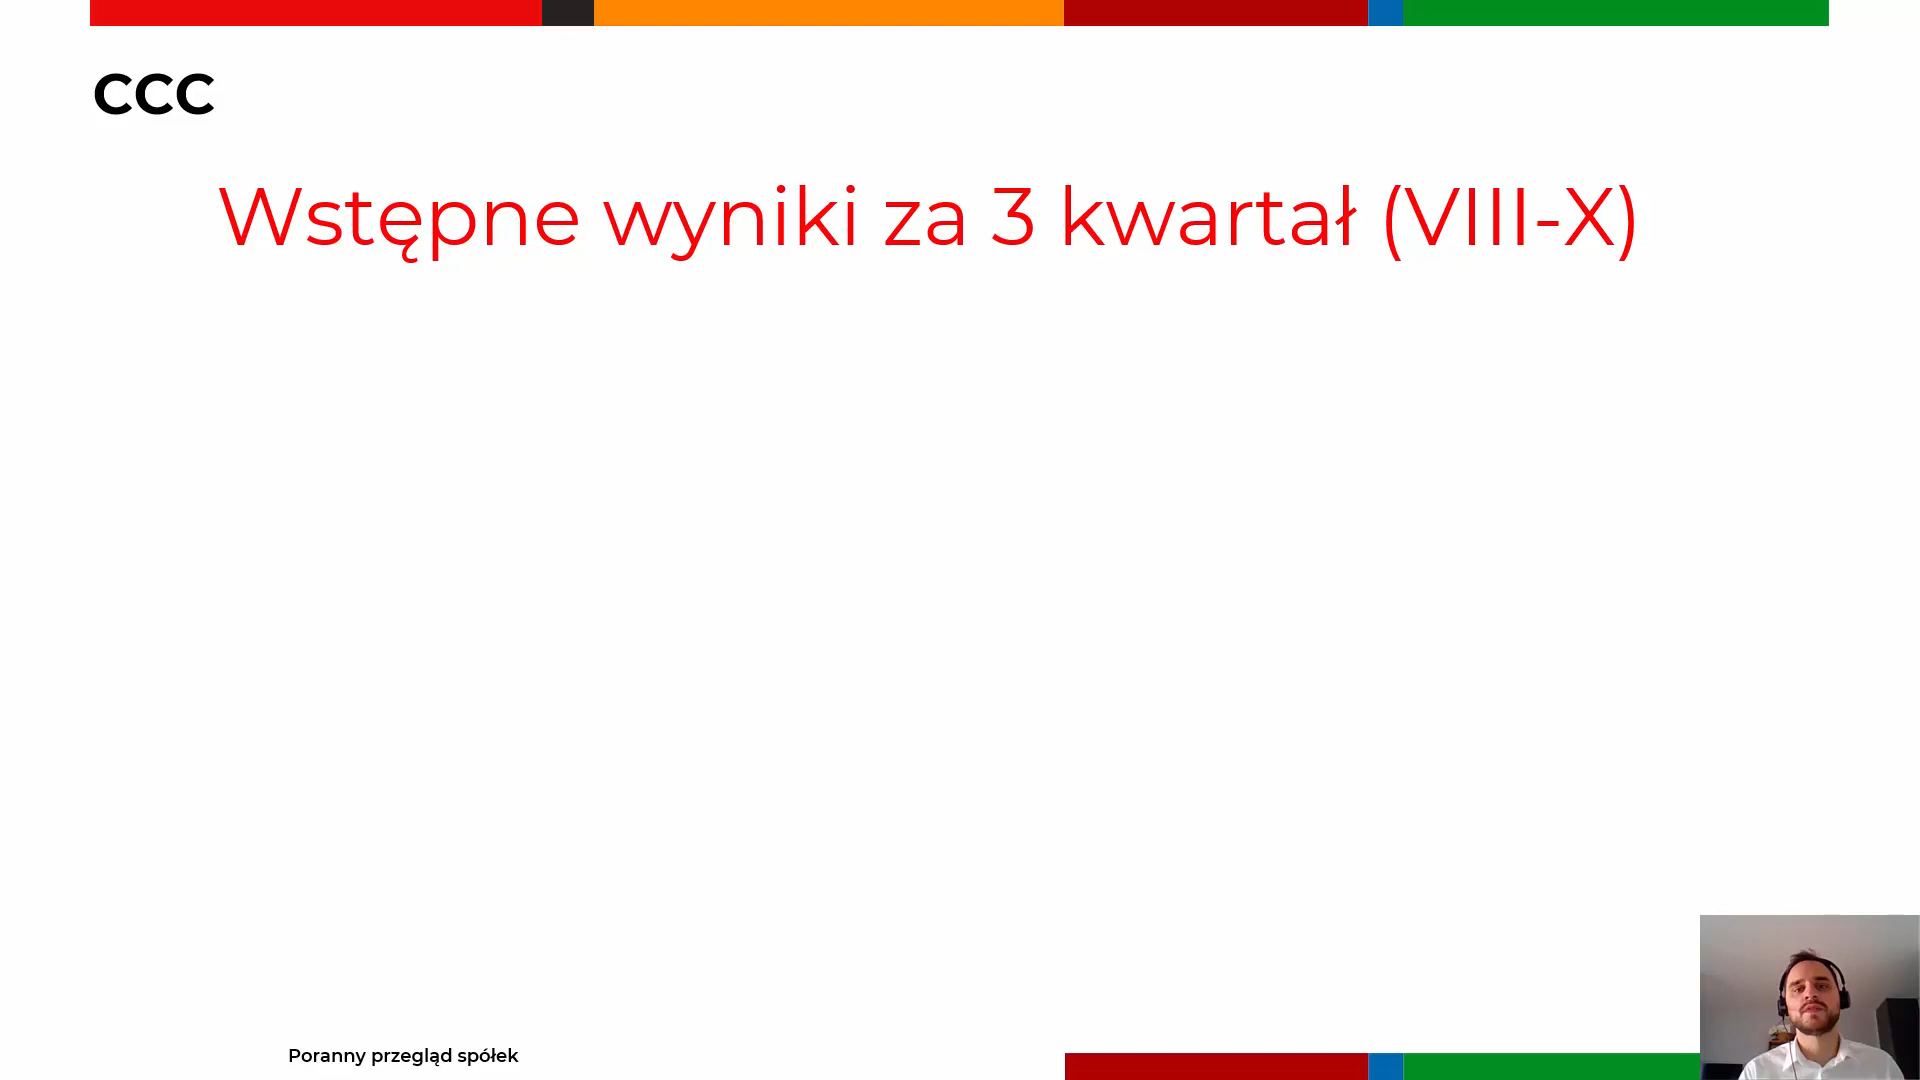 CCC
Wstępne wyniki za 3 kwartał (VIII-X)
Poranny przegląd spółek